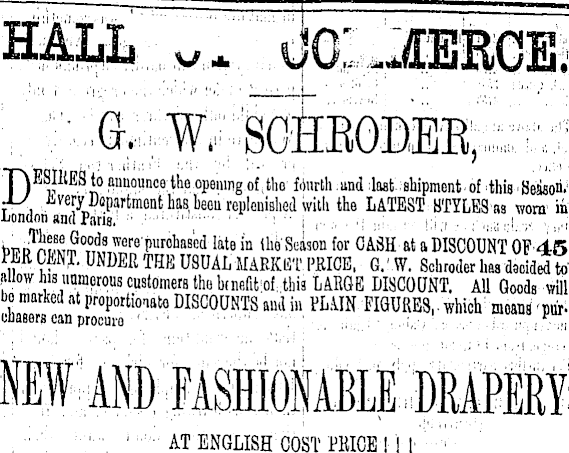 HALL OF COMMERCE.
G. W. SCHRODER,
DESIRES to announce the opening of the fourth and last shipment of this Season.
Every Department has been replenished with the LATEST STYLES as worn in
London and Paris.
These Goods were purchased late in the Season for CASH at a DISCOUNT OF 45
PER CENT. UNDER THE USUAL MARKET PRICE, G. W. Schroder has decided to
allow his numerous customers the benefit of this LARGE DISCOUNT. All Goods will
be marked at proportionate DISCOUNTS and in PLAIN FIGURES, which means pur-
chasers can procure
NEW AND FASHIONABLE DRAPERY
AT ENGLISH COST PRICE ! ! !